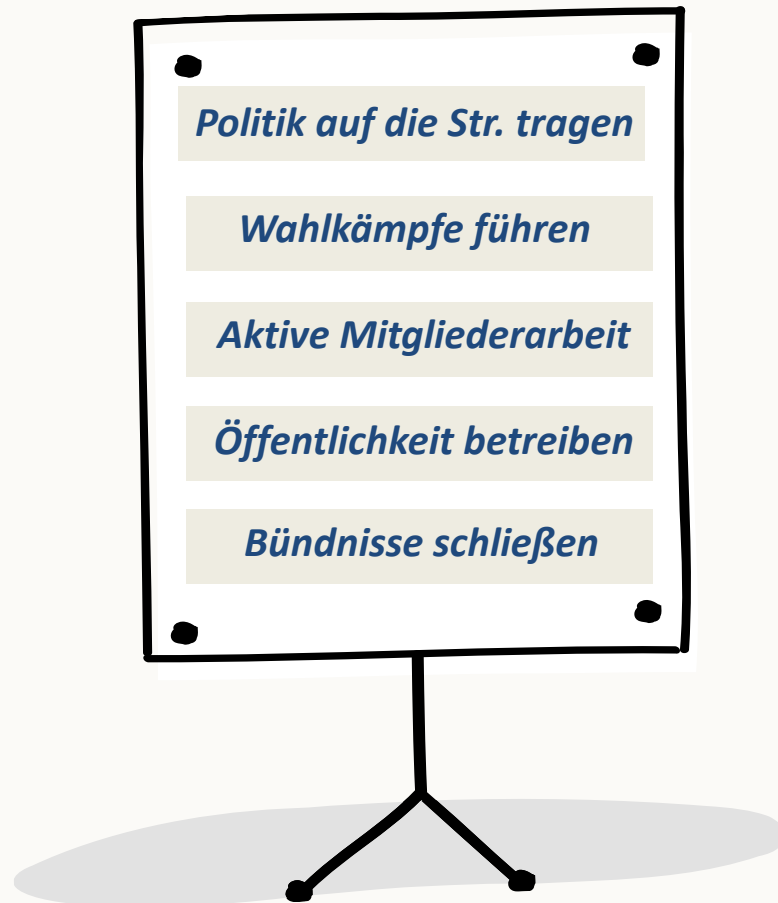 Politik auf die Str. tragen
Wahlkämpfe führen
Aktive Mitgliederarbeit
Öffentlichkeit betreiben
Bündnisse schließen